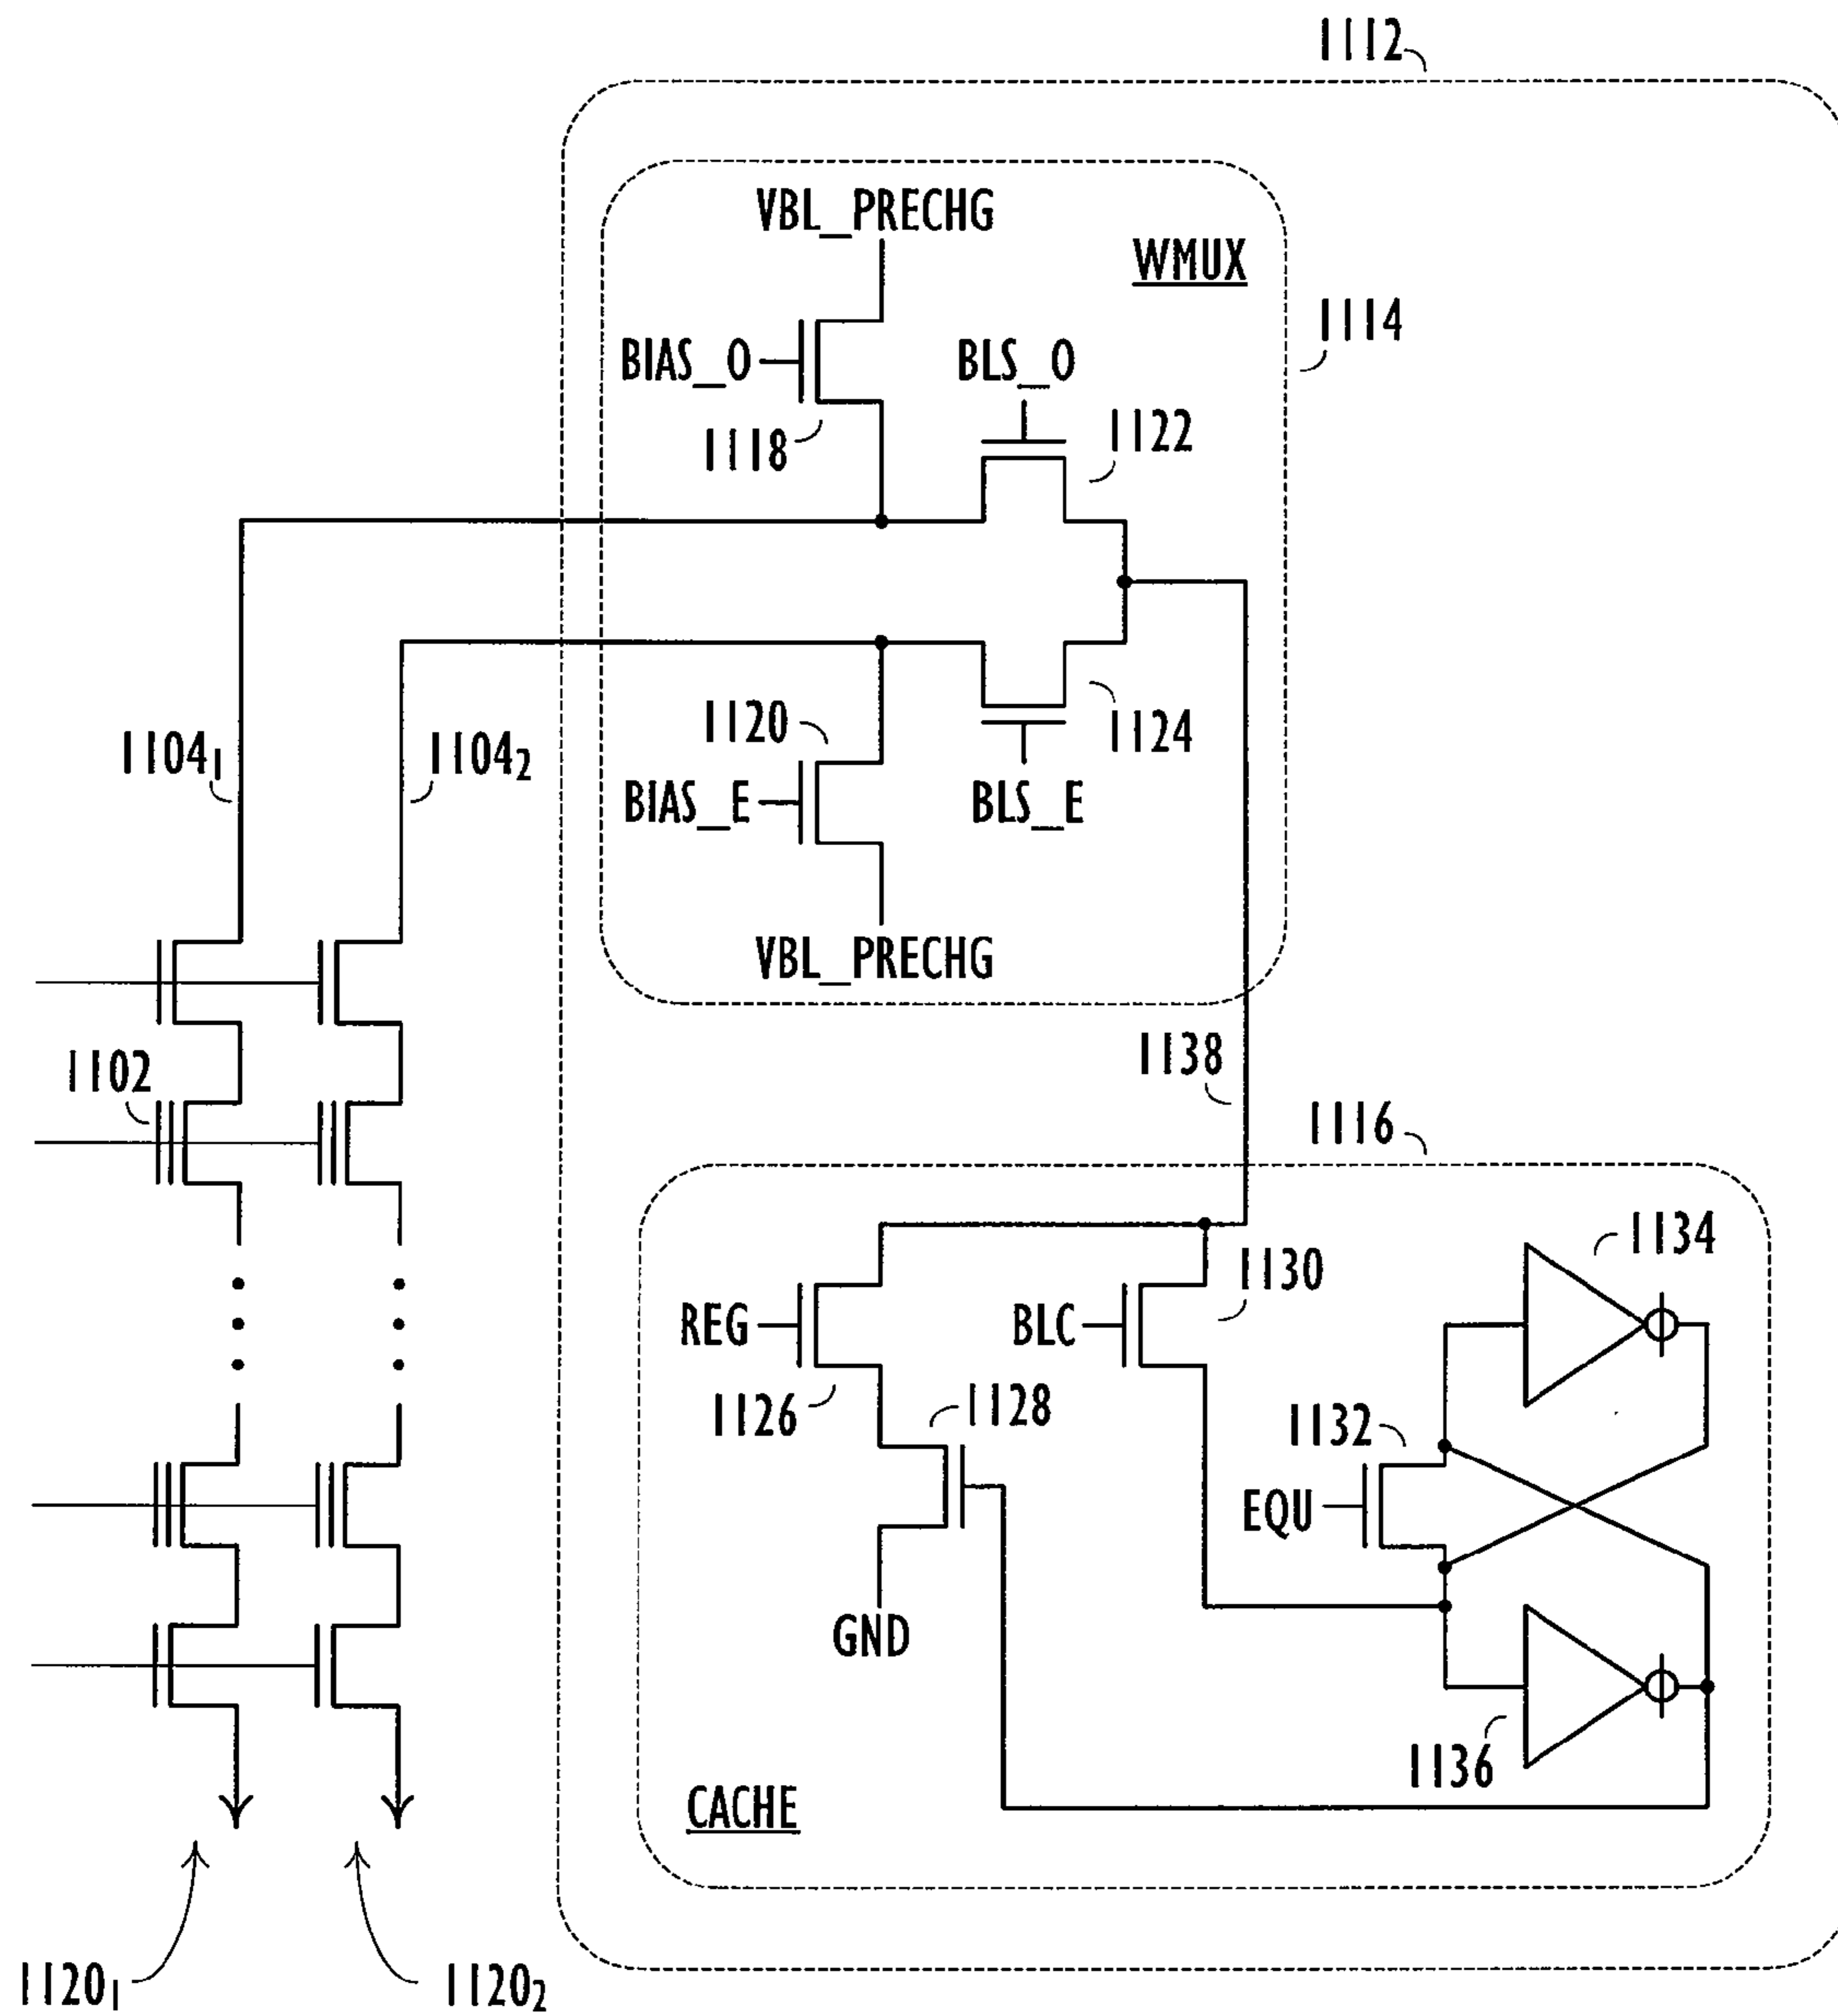 1112
VBL_PRECHG
WMUX
1114
BIAS_O
BLS_O
1118
1122
1120
1124
1104₁
1104₂
BIAS_E
BLS_E
VBL_PRECHG
1138
1102
1116
1134
1130
REG
BLC
1126
1128
1132
EQU
GND
1136
CACHE
1120₁
1120₂